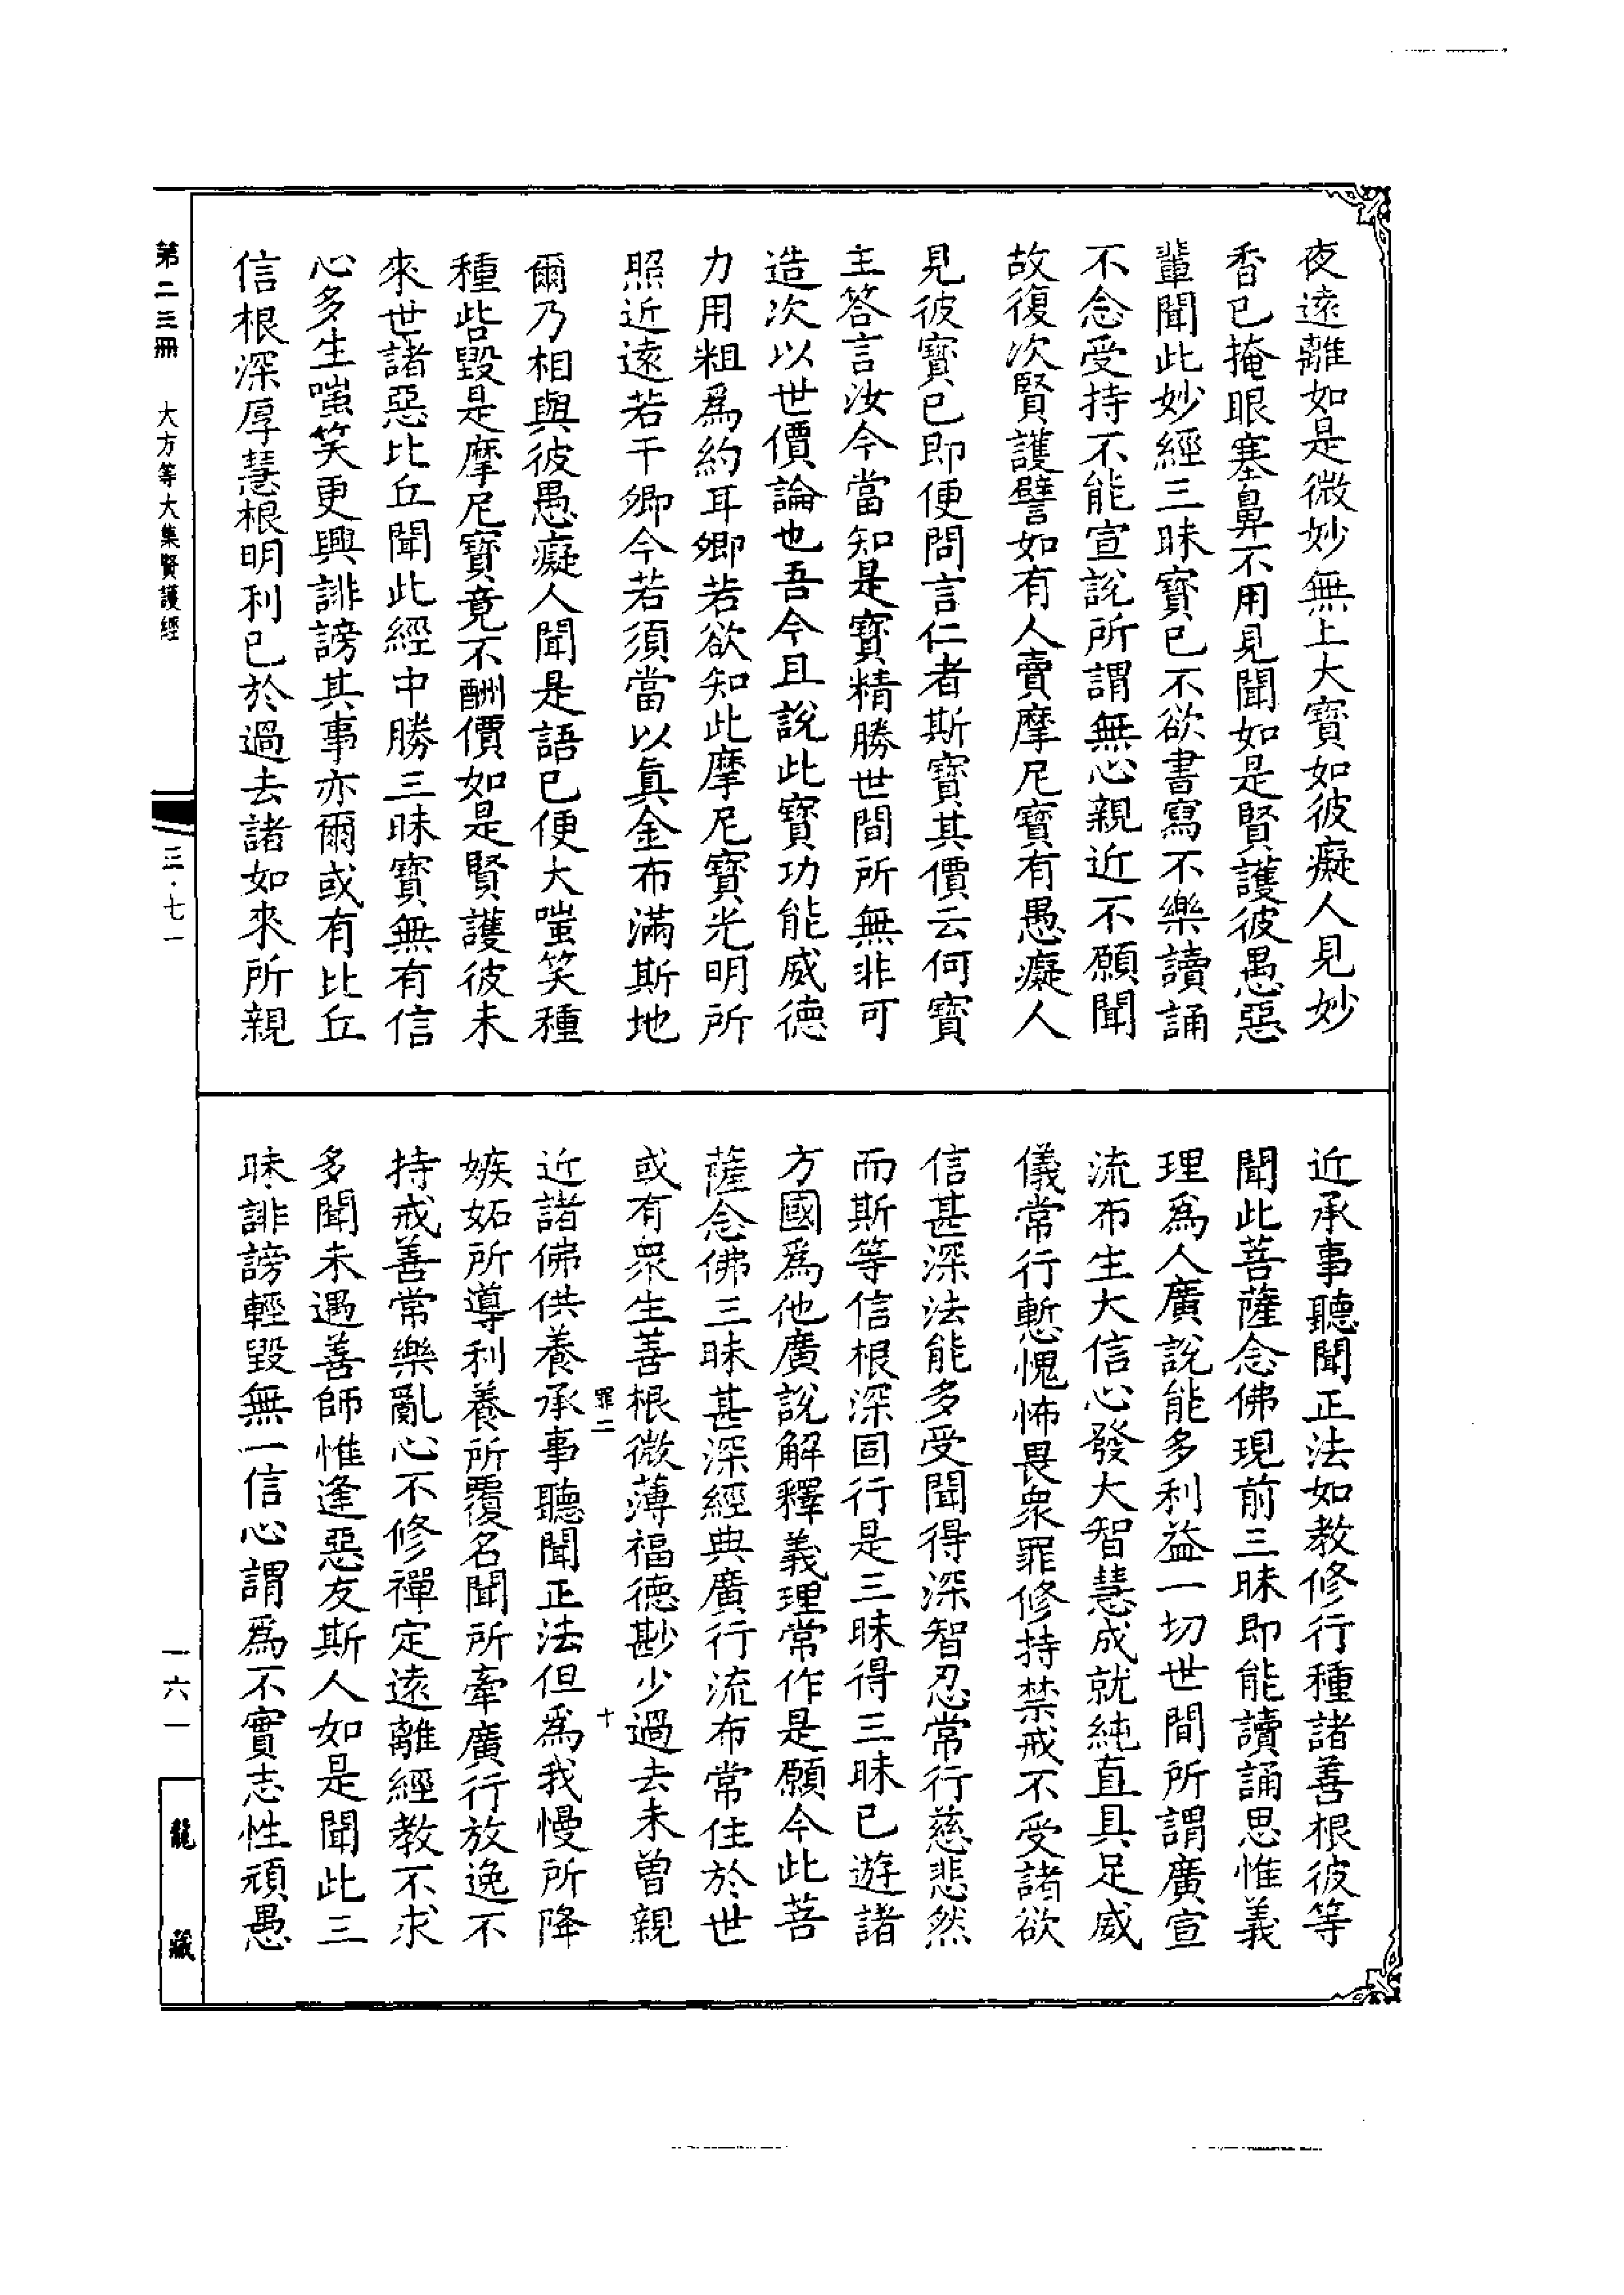 夜遠離如是微妙無上大寶如彼癡人見妙
香已掩眼塞鼻不用見聞如是賢護彼愚惡
輩聞此妙經三昧寶已不欲書寫不樂讀誦
不念受持不能宣說所謂無心親近不願聞
故復次賢護譬如有人賣摩尼寶有愚癡人
見彼寶已即便問言仁者斯寶其價云何寶
主答言汝今當知是寶精勝世間所無非可
造次以世價論也吾今且說此寶功能威德
力用粗為約耳卿若欲知此摩尼寶光明所
照近遠若干卿今若須當以真金布滿斯地
爾乃相與彼愚癡人聞是語已便大嗤笑種
種呰毀是摩尼寶竟不酬價如是賢護彼未
來世諸惡比丘聞此經中勝三昧寶無有信
心多生嗤笑更興誹謗其事亦爾或有比丘
信根深厚慧根明利已於過去諸如來所親
近承事聽聞正法如教修行種諸善根彼等
聞此菩薩念佛現前三昧即能讀誦思惟義
理為人廣說能多利益一切世間所謂廣宣
流布生大信心發大智慧成就純直具足威
儀常行慙愧怖畏衆罪修持禁戒不受諸欲
信甚深法能多受聞得深智忍常行慈悲然
而斯等信根深固行是三昧得三昧已遊諸
方國為他廣說解釋義理常作是願今此菩
薩念佛三昧甚深經典廣行流布常住於世
或有衆生善根微薄福德尠少過去未曾親
罪二 十
近諸佛供養承事聽聞正法但為我慢所降
嫉妬所導利養所覆名聞所牽廣行放逸不
持戒善常樂亂心不修禪定遠離經教不求
多聞未遇善師惟逢惡友斯人如是聞此三
昧誹謗輕毀無一信心謂為不實志性頑愚
第二三冊 大方等大集賢護經
三·七一
一六一
龍藏